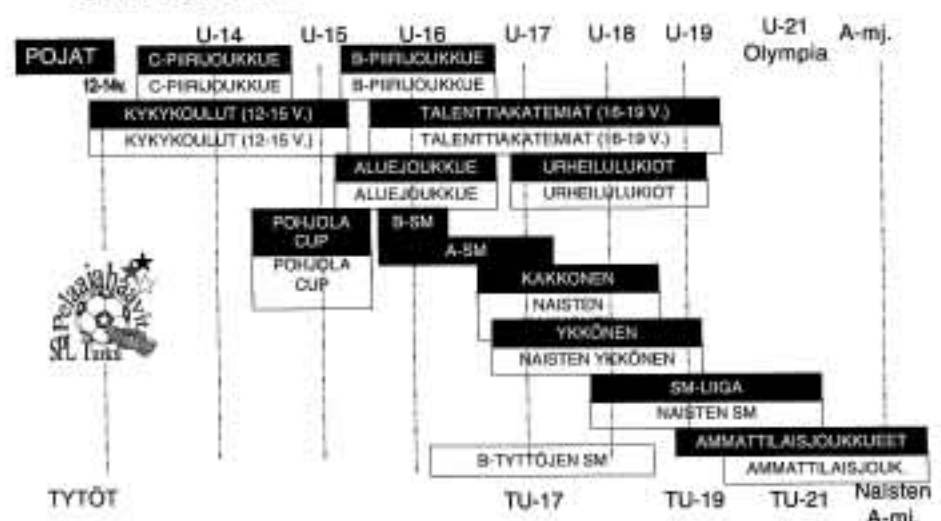 U-14 U-15 U-16 U-17 U-18 U-19 U-21 A-mj.
Olympia
POJAT
C-PIIRIJOUKKUE B-PIIRIJOUKKUE
C-PIIRIJOUKKUE B-PIIRIJOUKKUE
KYKYKOULUT (12-15 V.) TALENTTIAKATEMIAT (16-19 V.)
KYKYKOULUT (12-15 V.) TALENTTIAKATEMIAT (16-19 V.)
ALUEJOUKKUE URHEILULUKIOT
ALUEJOUKKUE URHEILULUKIOT
POHJOLA CUP B-SM
POHJOLA CUP A-SM
KAKKONEN
NAISTEN
YKKÖNEN
NAISTEN YKKÖNEN
SM-LIIGA
NAISTEN SM
AMMATTILAISJOUKKUEET
B-TYTTÖJEN SM AMMATTILAISJOUK.
Pelaajahaavit
SPL Turku
TYTÖT TU-17 TU-19 TU-21 Naisten
A-mj.